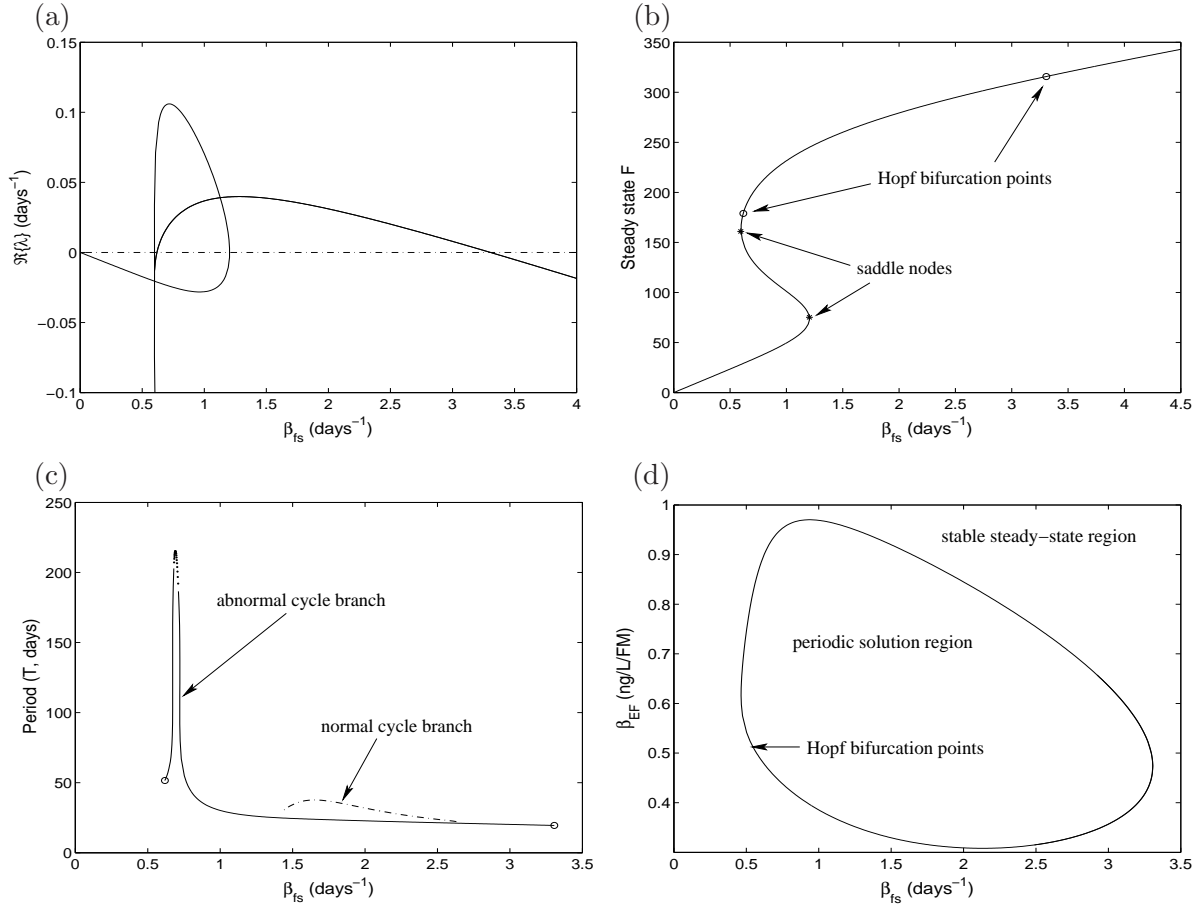 (a)
0.15
0.1
0.05
0
−0.05
−0.1
ℜ{λ} (days⁻¹)
0 0.5 1 1.5 2 2.5 3 3.5 4
β_fs (days⁻¹)
(b)
350
300
250
200
150
100
50
0
Steady state F
Hopf bifurcation points
saddle nodes
0 0.5 1 1.5 2 2.5 3 3.5 4 4.5
β_fs (days⁻¹)
(c)
250
200
150
100
50
0
Period (T, days)
abnormal cycle branch
normal cycle branch
0 0.5 1 1.5 2 2.5 3 3.5
β_fs (days⁻¹)
(d)
1
0.9
0.8
0.7
0.6
0.5
0.4
β_EF (ng/L/FM)
stable steady−state region
periodic solution region
Hopf bifurcation points
0 0.5 1 1.5 2 2.5 3 3.5
β_fs (days⁻¹)